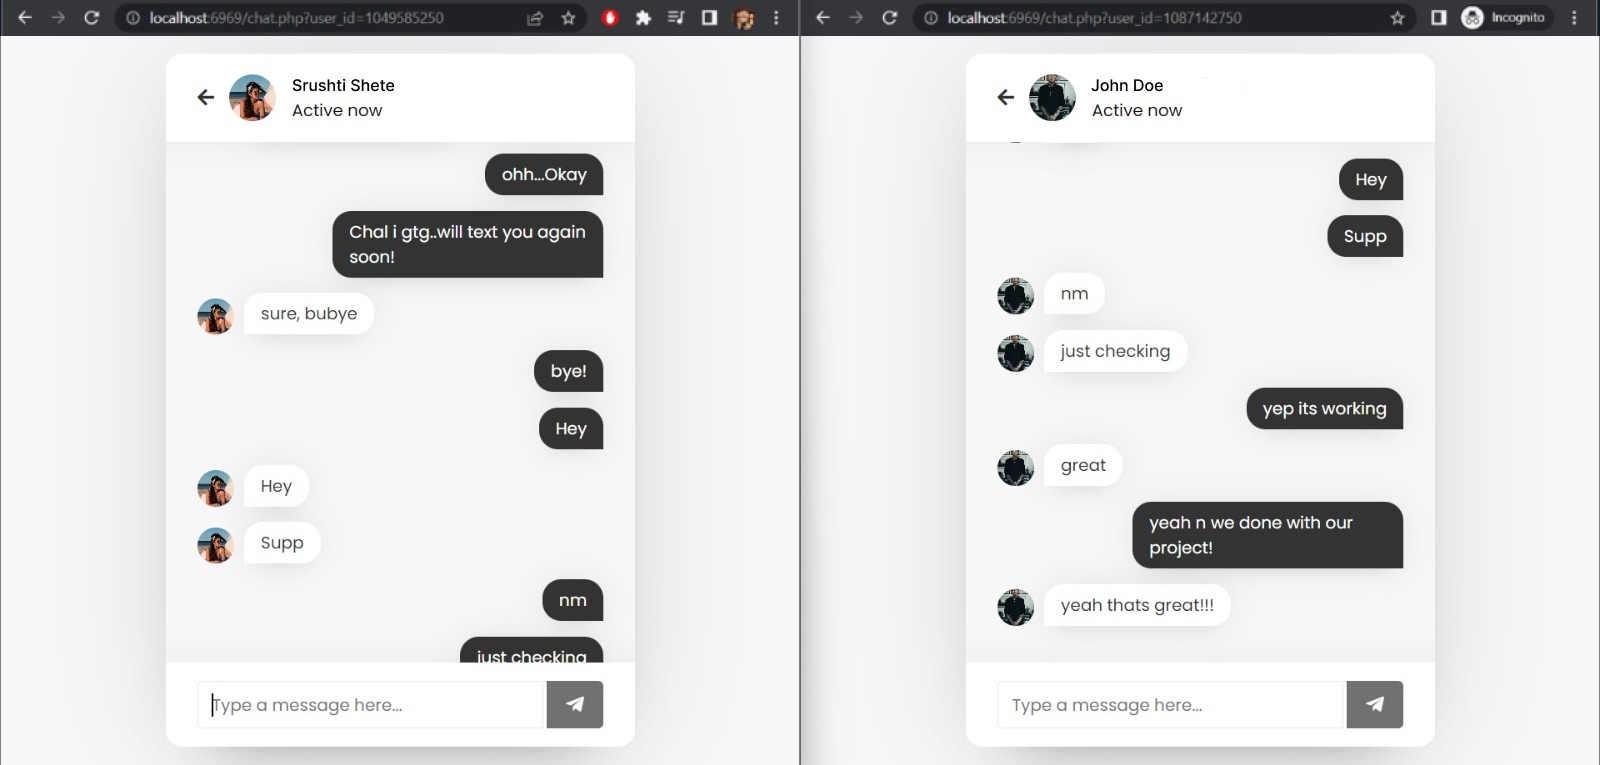 localhost:6969/chat.php?user_id=1049585250
Srushti Shete
Active now
ohh...Okay
Chal i gtg..will text you again
soon!
sure, bubye
bye!
Hey
Hey
Supp
nm
just checking
Type a message here...
localhost:6969/chat.php?user_id=1087142750
Incognito
John Doe
Active now
Hey
Supp
nm
just checking
yep its working
great
yeah n we done with our
project!
yeah thats great!!!
Type a message here...